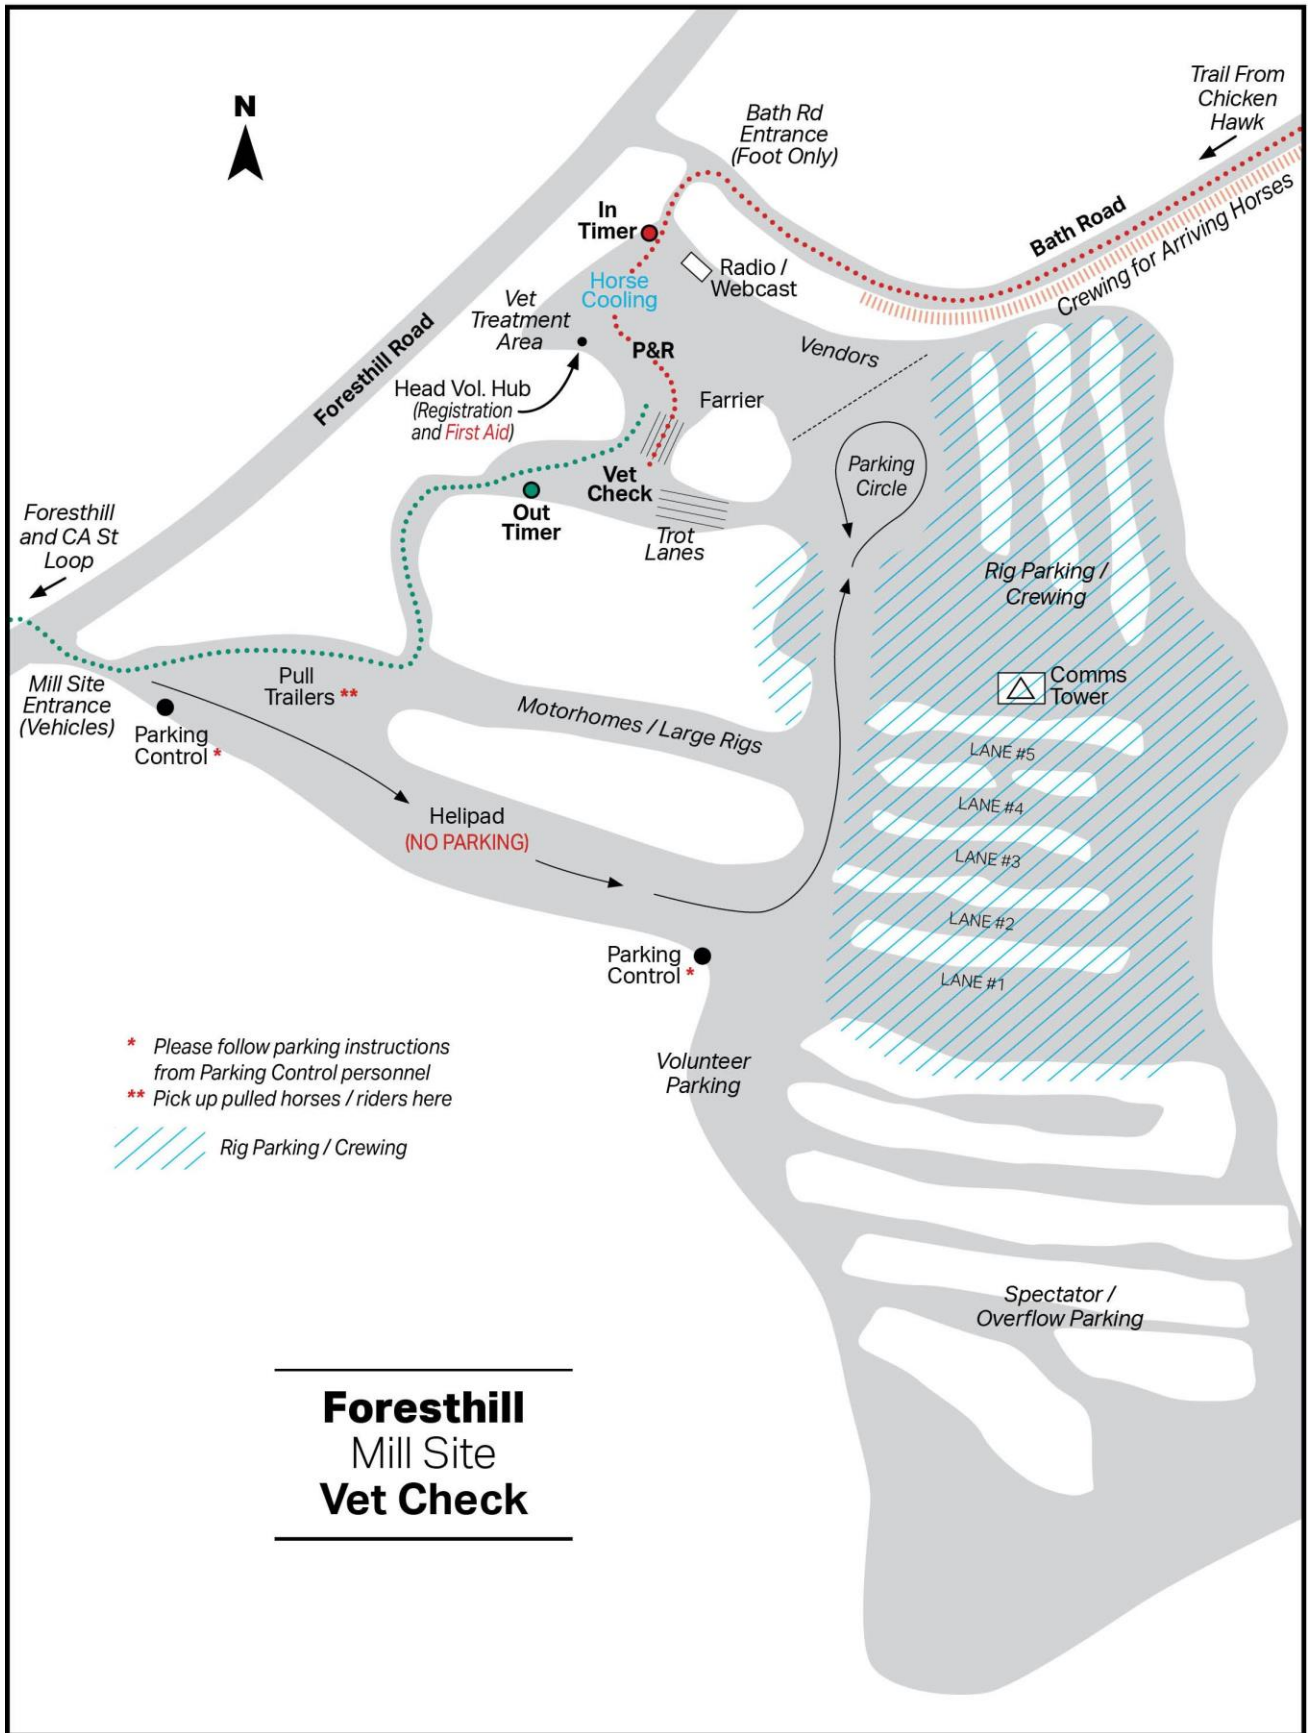 N
Trail From
Chicken
Hawk
Bath Rd
Entrance
(Foot Only)
Bath Road
Crewing for Arriving Horses
In
Timer
Radio /
Webcast
Horse
Cooling
Vet
Treatment
Area
P&R
Vendors
Foresthill Road
Head Vol. Hub
(Registration
and First Aid)
Farrier
Parking
Circle
Vet
Check
Out
Timer
Trot
Lanes
Foresthill
and CA St
Loop
Rig Parking /
Crewing
Comms
Tower
Mill Site
Entrance
(Vehicles)
Pull
Trailers **
Parking
Control *
Motorhomes / Large Rigs
LANE #5
LANE #4
LANE #3
LANE #2
LANE #1
Helipad
(NO PARKING)
Parking
Control *
Volunteer
Parking
* Please follow parking instructions
from Parking Control personnel
** Pick up pulled horses / riders here
Rig Parking / Crewing
Spectator /
Overflow Parking
Foresthill
Mill Site
Vet Check